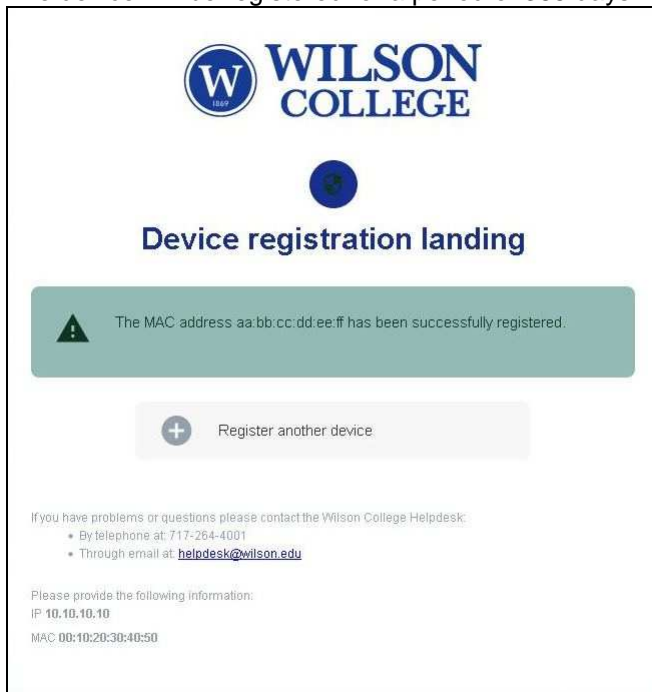 W
1869
WILSON
COLLEGE
Device registration landing
The MAC address aa:bb:cc:dd:ee:ff has been successfully registered.
Register another device
If you have problems or questions please contact the Wilson College Helpdesk:
• By telephone at: 717-264-4001
• Through email at: helpdesk@wilson.edu
Please provide the following information:
IP 10.10.10.10
MAC 00:10:20:30:40:50